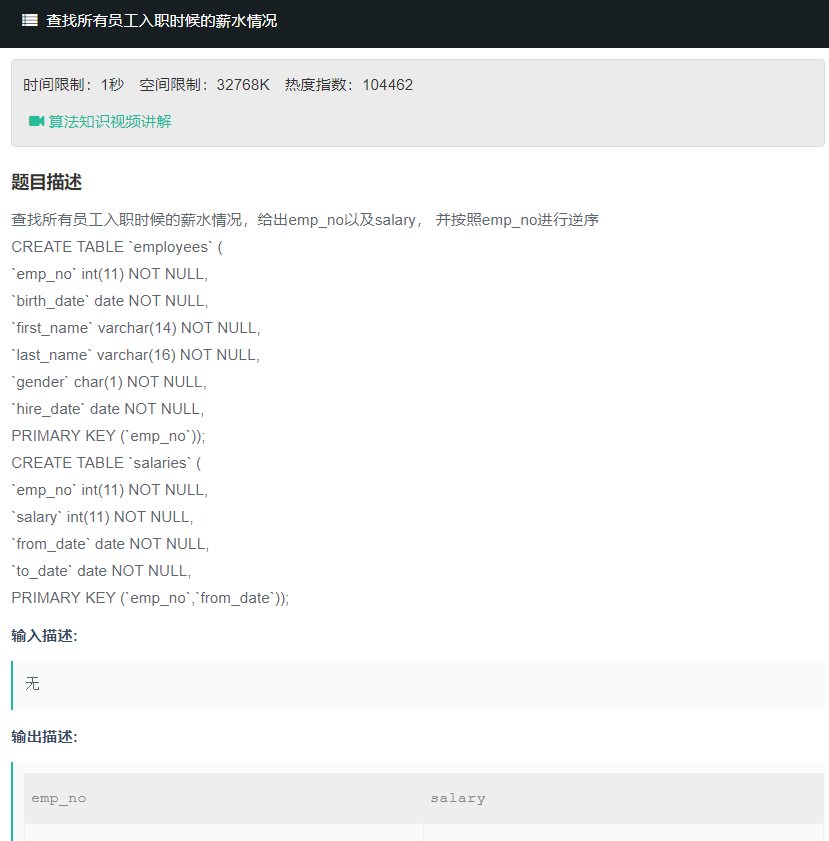 查找所有员工入职时候的薪水情况
时间限制：1秒 空间限制：32768K 热度指数：104462
算法知识视频讲解
题目描述
查找所有员工入职时候的薪水情况，给出emp_no以及salary， 并按照emp_no进行逆序
CREATE TABLE `employees` (
`emp_no` int(11) NOT NULL,
`birth_date` date NOT NULL,
`first_name` varchar(14) NOT NULL,
`last_name` varchar(16) NOT NULL,
`gender` char(1) NOT NULL,
`hire_date` date NOT NULL,
PRIMARY KEY (`emp_no`));
CREATE TABLE `salaries` (
`emp_no` int(11) NOT NULL,
`salary` int(11) NOT NULL,
`from_date` date NOT NULL,
`to_date` date NOT NULL,
PRIMARY KEY (`emp_no`,`from_date`));
输入描述:
无
输出描述:
emp_no salary